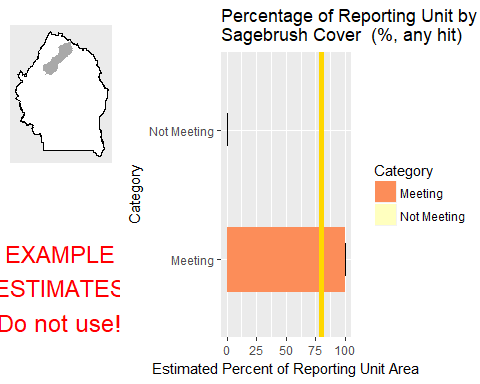 Percentage of Reporting Unit by
Sagebrush Cover  (%, any hit)
Not Meeting
Meeting
Category
0 25 50 75 100
Estimated Percent of Reporting Unit Area
Category
Meeting
Not Meeting
EXAMPLE
ESTIMATES
Do not use!